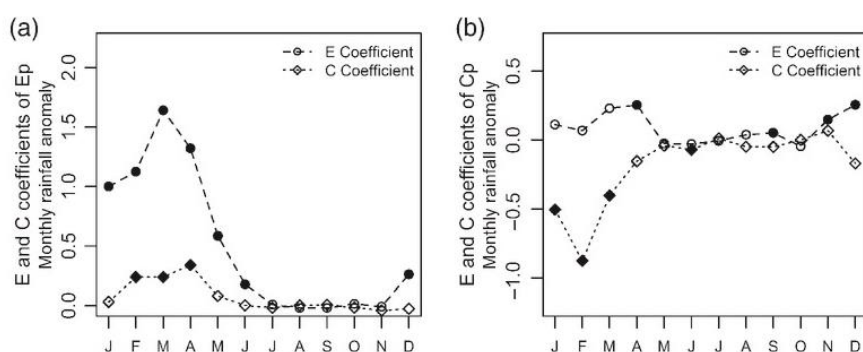 (a)
E and C coefficients of Ep
Monthly rainfall anomaly
2.0
1.5
1.0
0.5
0.0
E Coefficient
C Coefficient
J F M A M J J A S O N D
(b)
E and C coefficients of Cp
Monthly rainfall anomaly
0.5
0.0
−0.5
−1.0
E Coefficient
C Coefficient
J F M A M J J A S O N D